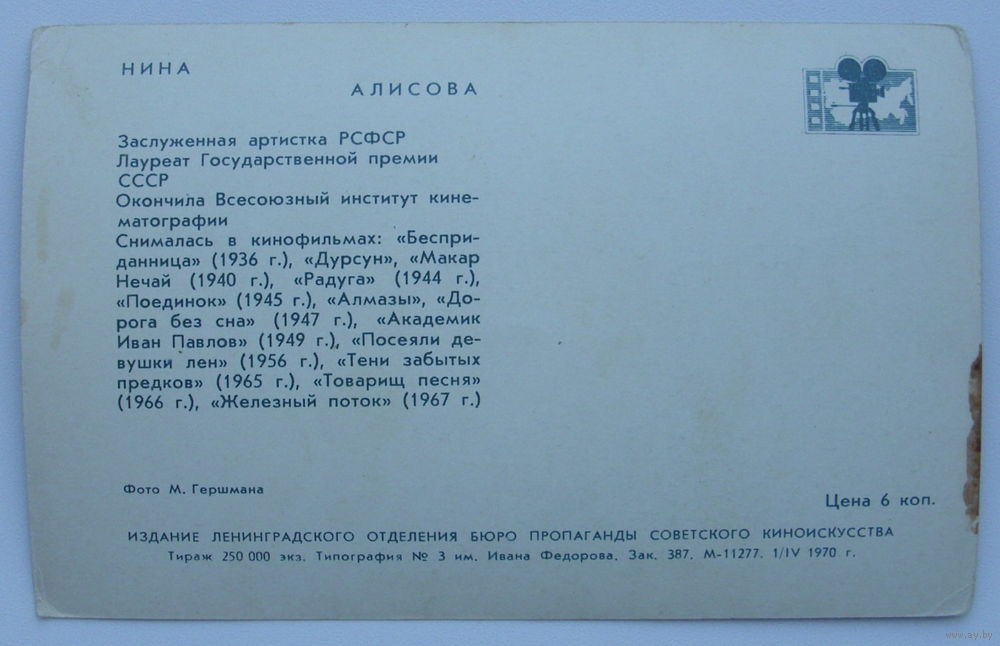 НИНА
АЛИСОВА
Заслуженная артистка РСФСР
Лауреат Государственной премии
СССР
Окончила Всесоюзный институт кине-
матографии
Снималась в кинофильмах: «Беспри-
данница» (1936 г.), «Дурсун», «Макар
Нечай (1940 г.), «Радуга» (1944 г.),
«Поединок» (1945 г.), «Алмазы», «До-
рога без сна» (1947 г.), «Академик
Иван Павлов» (1949 г.), «Посеяли де-
вушки лен» (1956 г.), «Тени забытых
предков» (1965 г.), «Товарищ песня»
(1966 г.), «Железный поток» (1967 г.)
Фото М. Гершмана
Цена 6 коп.
ИЗДАНИЕ ЛЕНИНГРАДСКОГО ОТДЕЛЕНИЯ БЮРО ПРОПАГАНДЫ СОВЕТСКОГО КИНОИСКУССТВА
Тираж 250 000 экз. Типография № 3 им. Ивана Федорова. Зак. 387. М-11277. 1/IV 1970 г.
www.ay.by